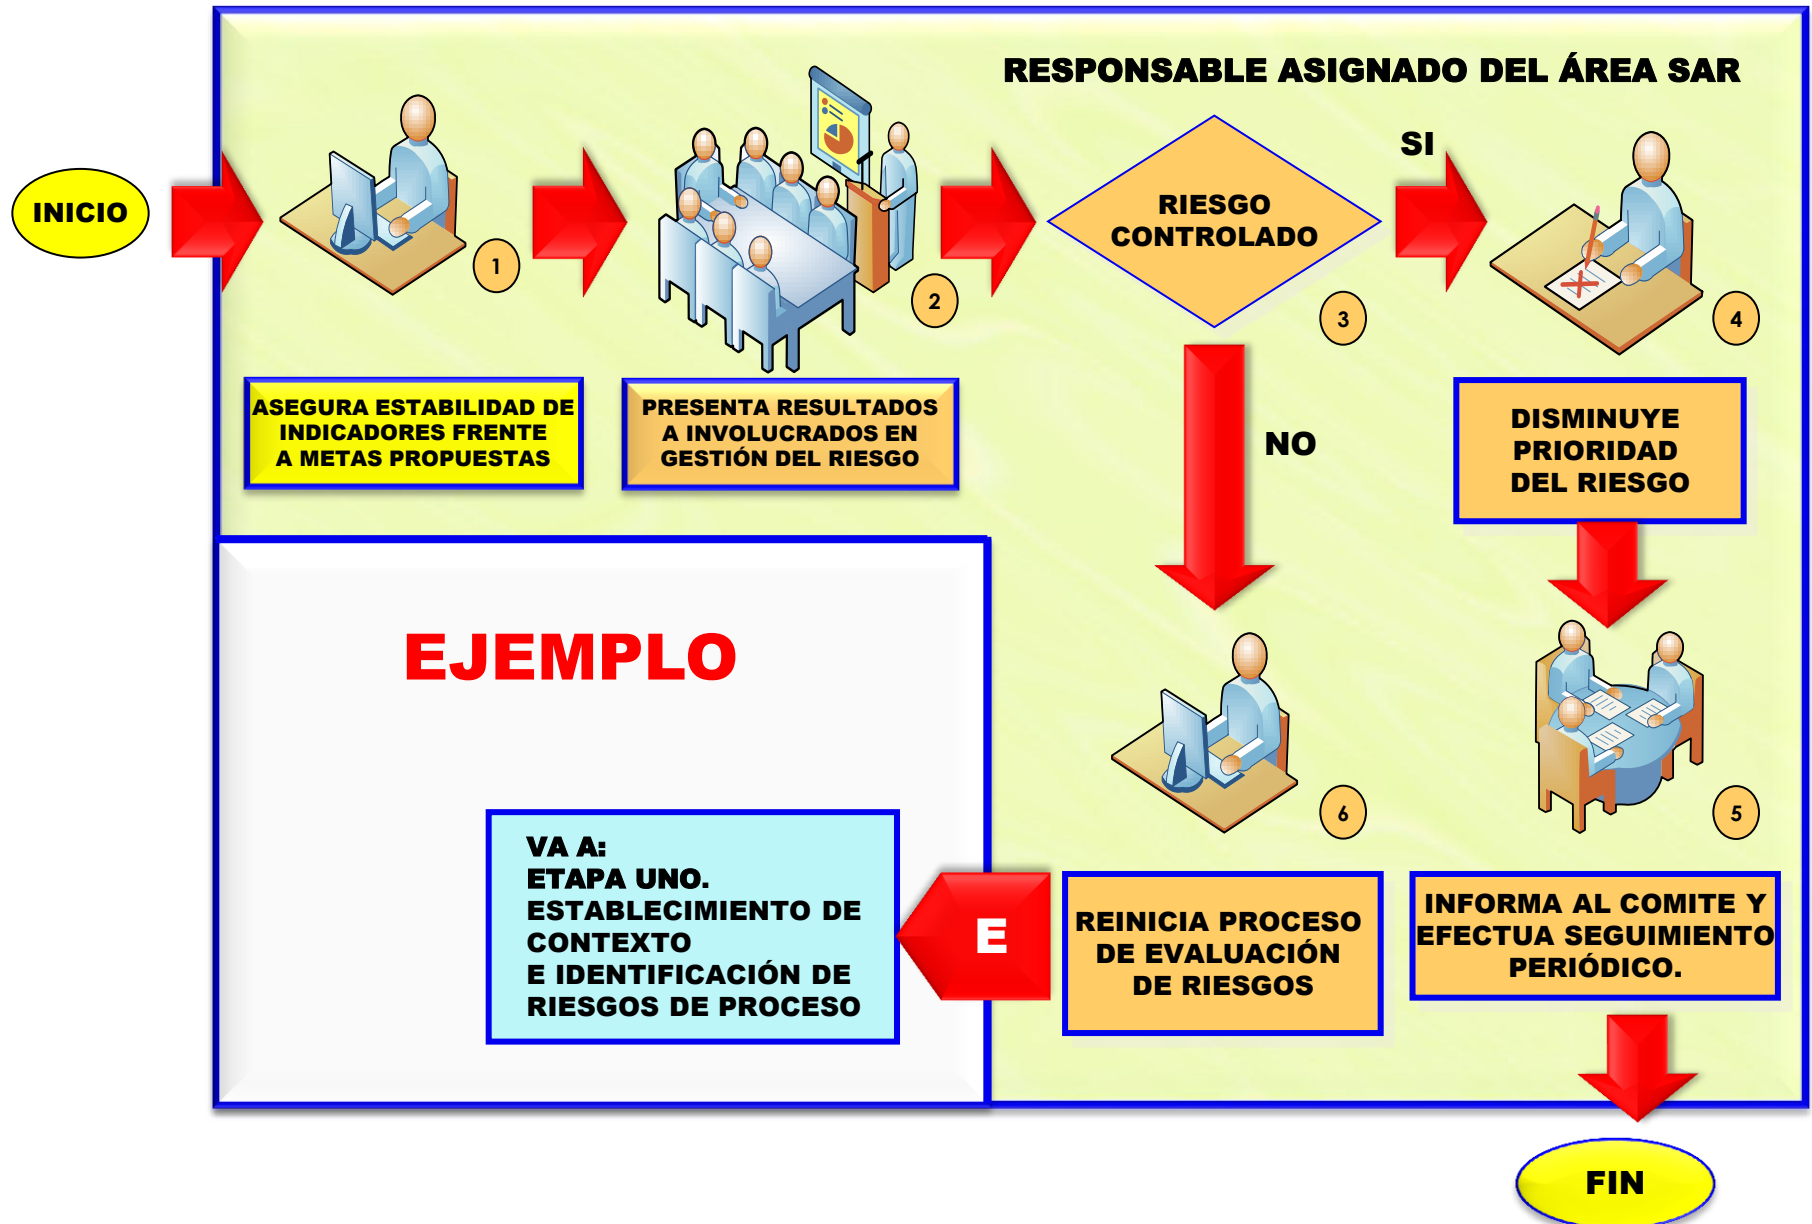 RESPONSABLE ASIGNADO DEL ÁREA SAR
INICIO
1
ASEGURA ESTABILIDAD DE
INDICADORES FRENTE
A METAS PROPUESTAS
2
PRESENTA RESULTADOS
A INVOLUCRADOS EN
GESTIÓN DEL RIESGO
RIESGO
CONTROLADO
3
SI
4
DISMINUYE
PRIORIDAD
DEL RIESGO
NO
5
INFORMA AL COMITE Y
EFECTUA SEGUIMIENTO
PERIÓDICO.
6
REINICIA PROCESO
DE EVALUACIÓN
DE RIESGOS
E
EJEMPLO
VA A:
ETAPA UNO.
ESTABLECIMIENTO DE
CONTEXTO
E IDENTIFICACIÓN DE
RIESGOS DE PROCESO
FIN